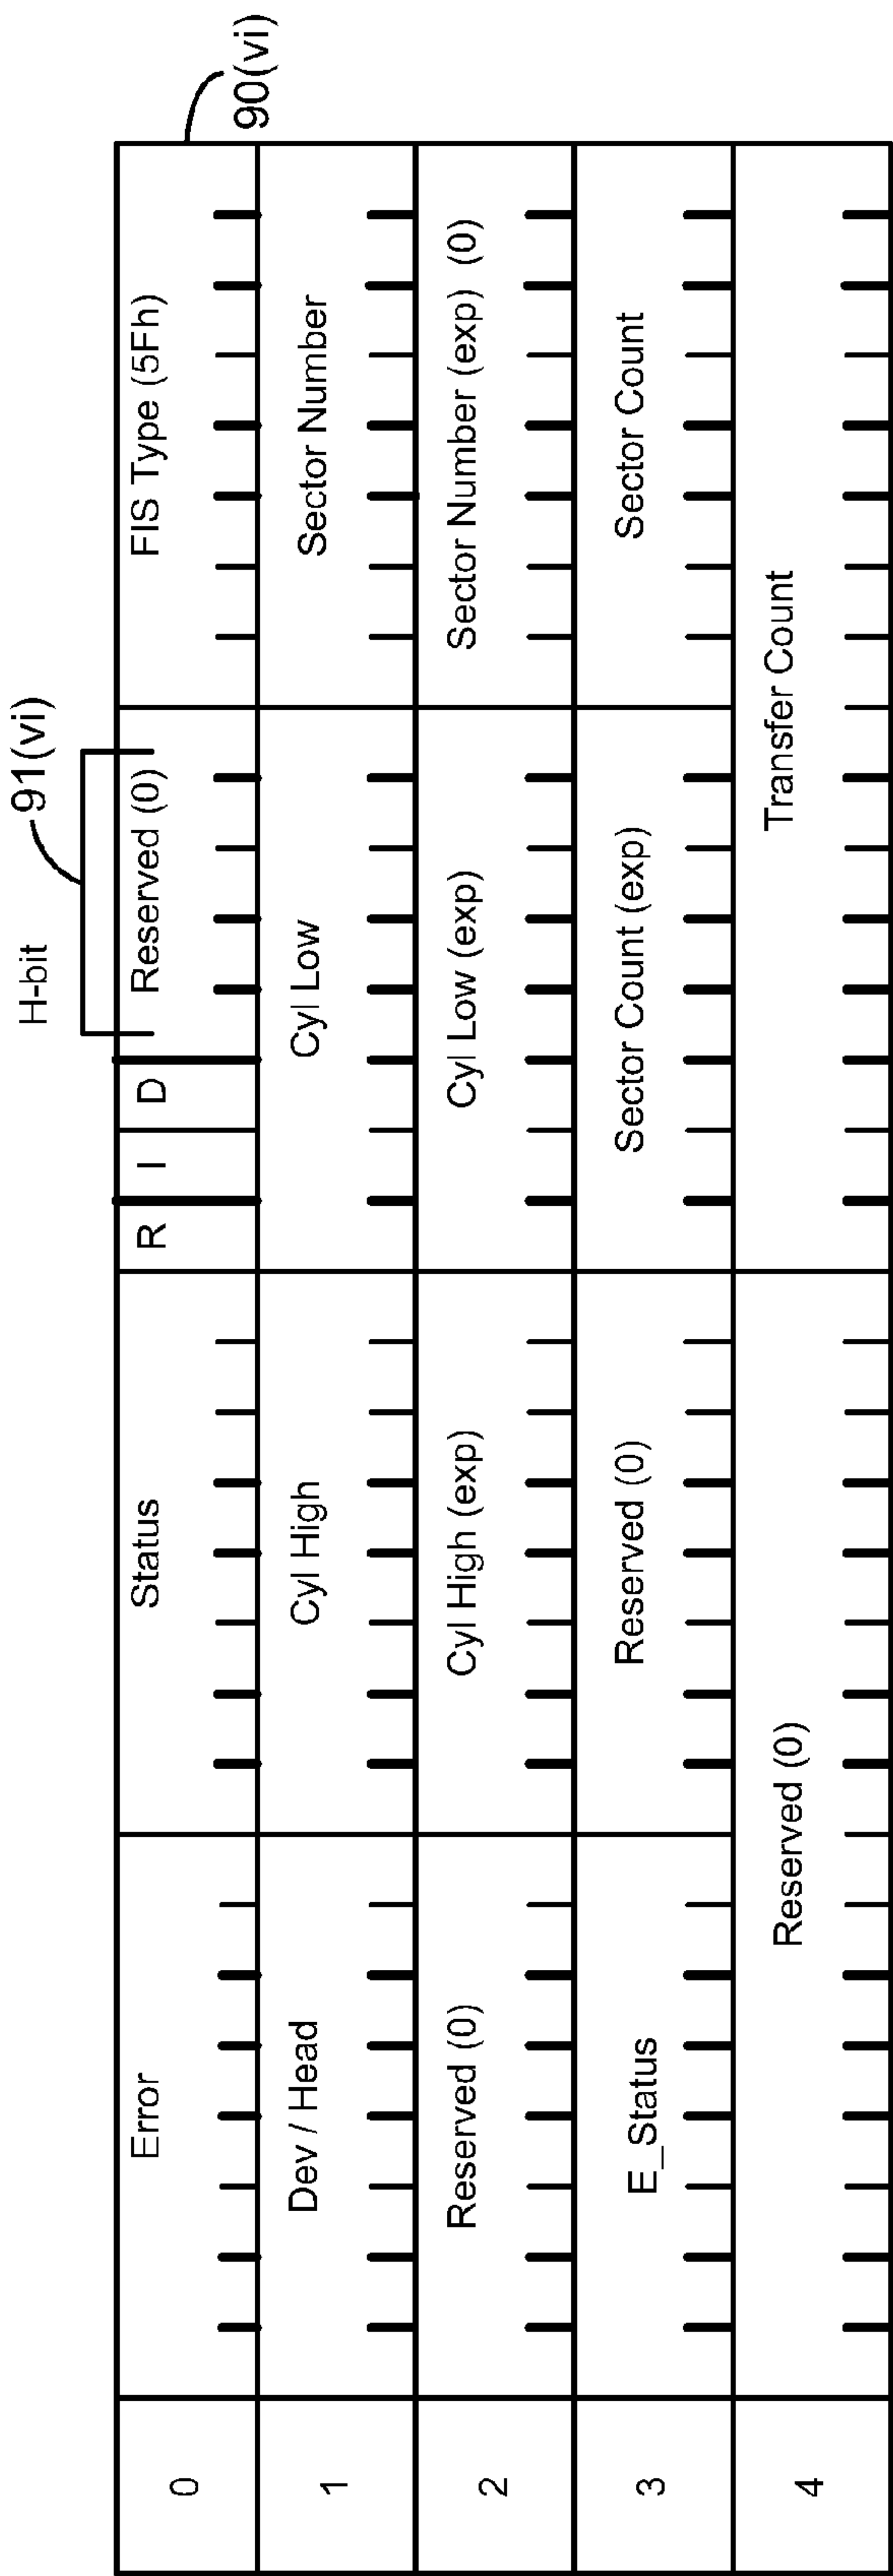 H-bit 91(vi)
90(vi)
0 Error Status R I D Reserved (0) FIS Type (5Fh)
1 Dev / Head Cyl High Cyl Low Sector Number
2 Reserved (0) Cyl High (exp) Cyl Low (exp) Sector Number (exp) (0)
3 E_Status Reserved (0) Sector Count (exp) Sector Count
4 Reserved (0) Transfer Count